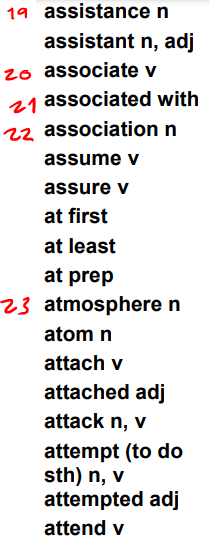 19 assistance n
assistant n, adj
20 associate v
21 associated with
22 association n
assume v
assure v
at first
at least
at prep
23 atmosphere n
atom n
attach v
attached adj
attack n, v
attempt (to do
sth) n, v
attempted adj
attend v